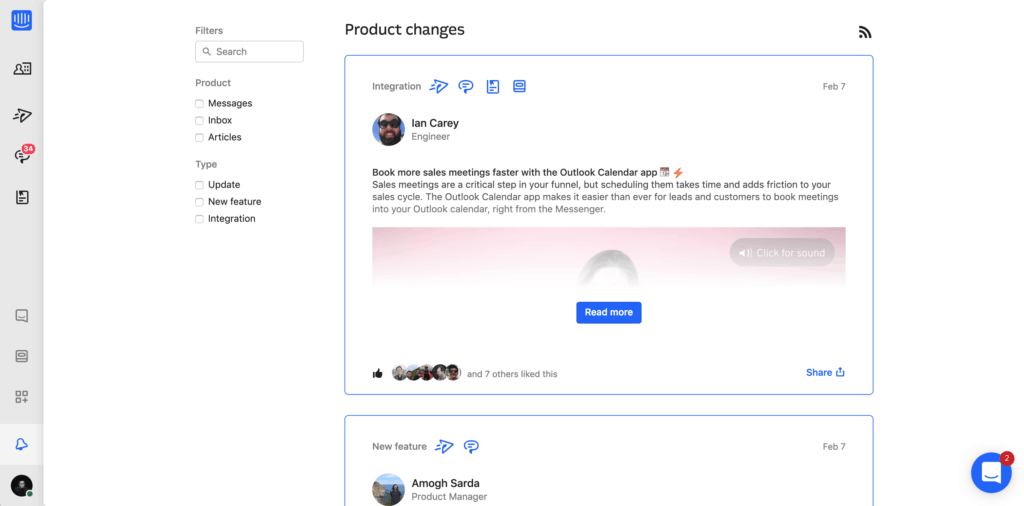 Filters
Search
Product
Messages
Inbox
Articles
Type
Update
New feature
Integration
34
Product changes
Integration
Feb 7
Ian Carey
Engineer
Book more sales meetings faster with the Outlook Calendar app
Sales meetings are a critical step in your funnel, but scheduling them takes time and adds friction to your
sales cycle. The Outlook Calendar app makes it easier than ever for leads and customers to book meetings
into your Outlook calendar, right from the Messenger.
Click for sound
Read more
and 7 others liked this
Share
New feature
Feb 7
Amogh Sarda
Product Manager
2